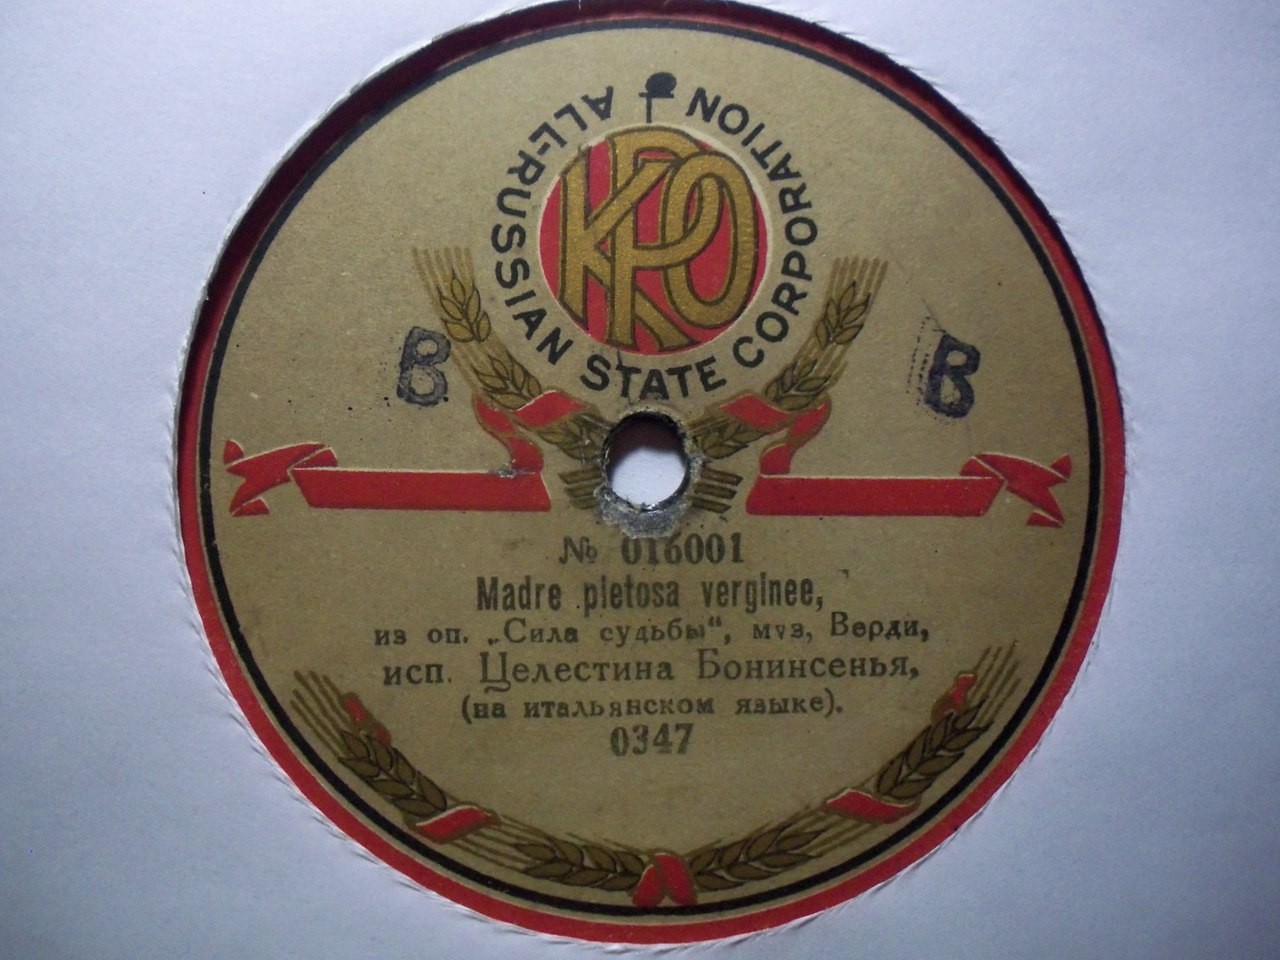 ALL-RUSSIAN STATE CORPORATION
КРО
В В
№ 016001
Madre pietosa verginee,
из оп. „Сила судьбы“, муз, Верди,
исп. Целестина Бонинсенья,
(на итальянском языке).
0347